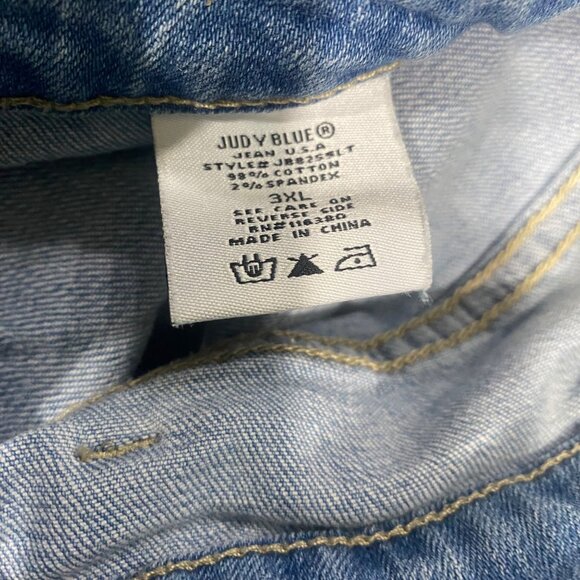 JUDY BLUE®
JEAN U.S.A
STYLE# JB82554LT
98% COTTON
2% SPANDEX
3XL
SEE CARE ON
REVERSE SIDE
RN#116380
MADE IN CHINA